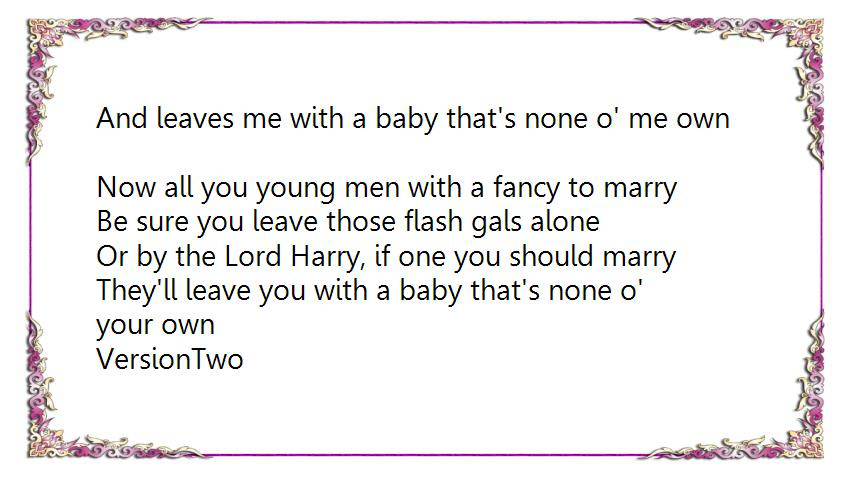 And leaves me with a baby that's none o' me own
Now all you young men with a fancy to marry
Be sure you leave those flash gals alone
Or by the Lord Harry, if one you should marry
They'll leave you with a baby that's none o'
your own
VersionTwo